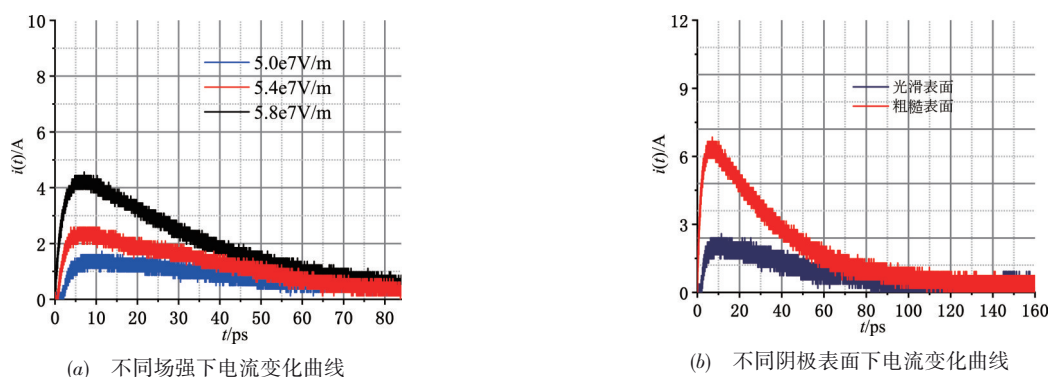 10
8
6
4
2
0
i(t)/A
5.0e7V/m
5.4e7V/m
5.8e7V/m
0 10 20 30 40 50 60 70 80
t/ps
(a) 不同场强下电流变化曲线
12
9
6
3
0
i(t)/A
光滑表面
粗糙表面
0 20 40 60 80 100 120 140 160
t/ps
(b) 不同阴极表面下电流变化曲线